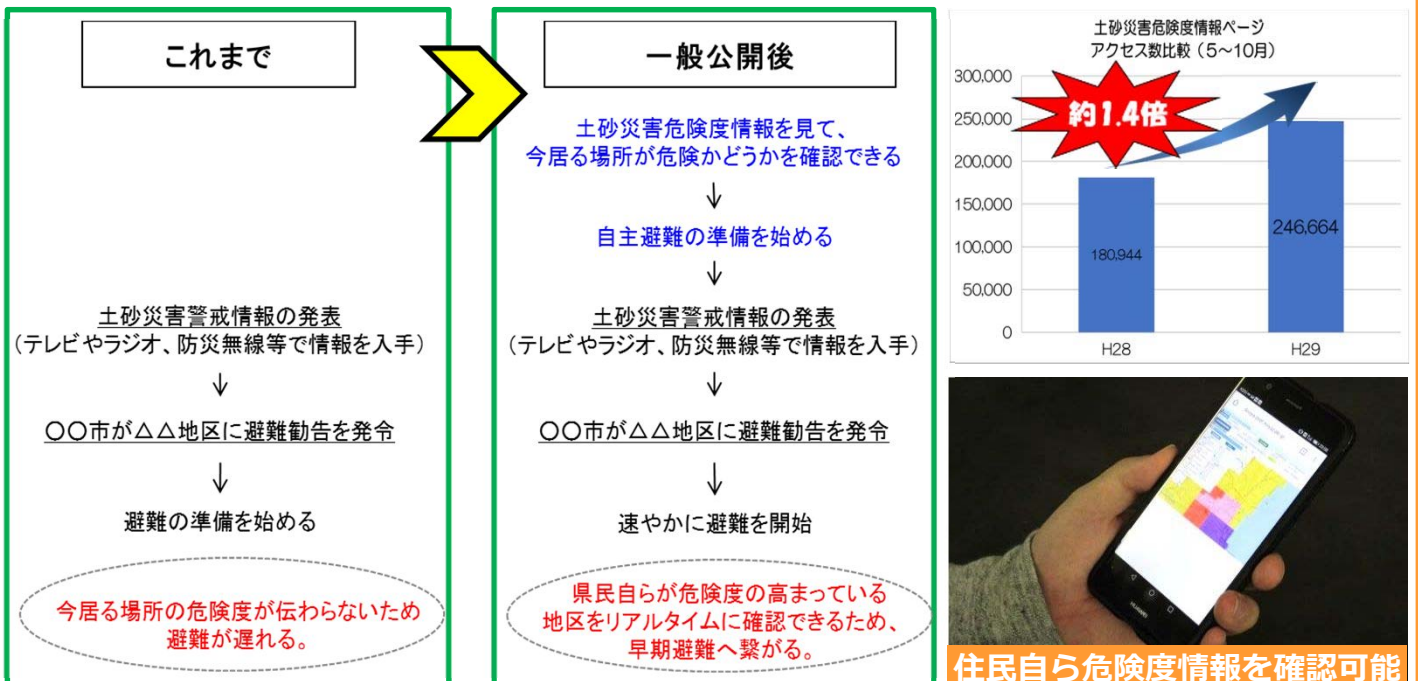 これまで
土砂災害警戒情報の発表
(テレビやラジオ、防災無線等で情報を入手)
↓
〇〇市が△△地区に避難勧告を発令
↓
避難の準備を始める
今居る場所の危険度が伝わらないため
避難が遅れる。
一般公開後
土砂災害危険度情報を見て、
今居る場所が危険かどうかを確認できる
↓
自主避難の準備を始める
↓
土砂災害警戒情報の発表
(テレビやラジオ、防災無線等で情報を入手)
↓
〇〇市が△△地区に避難勧告を発令
↓
速やかに避難を開始
県民自らが危険度の高まっている
地区をリアルタイムに確認できるため、
早期避難へ繋がる。
土砂災害危険度情報ページ
アクセス数比較(5~10月)
300,000
250,000
200,000
150,000
100,000
50,000
0
約1.4倍
180,944
246,664
H28
H29
HUAWEI
住民自ら危険度情報を確認可能